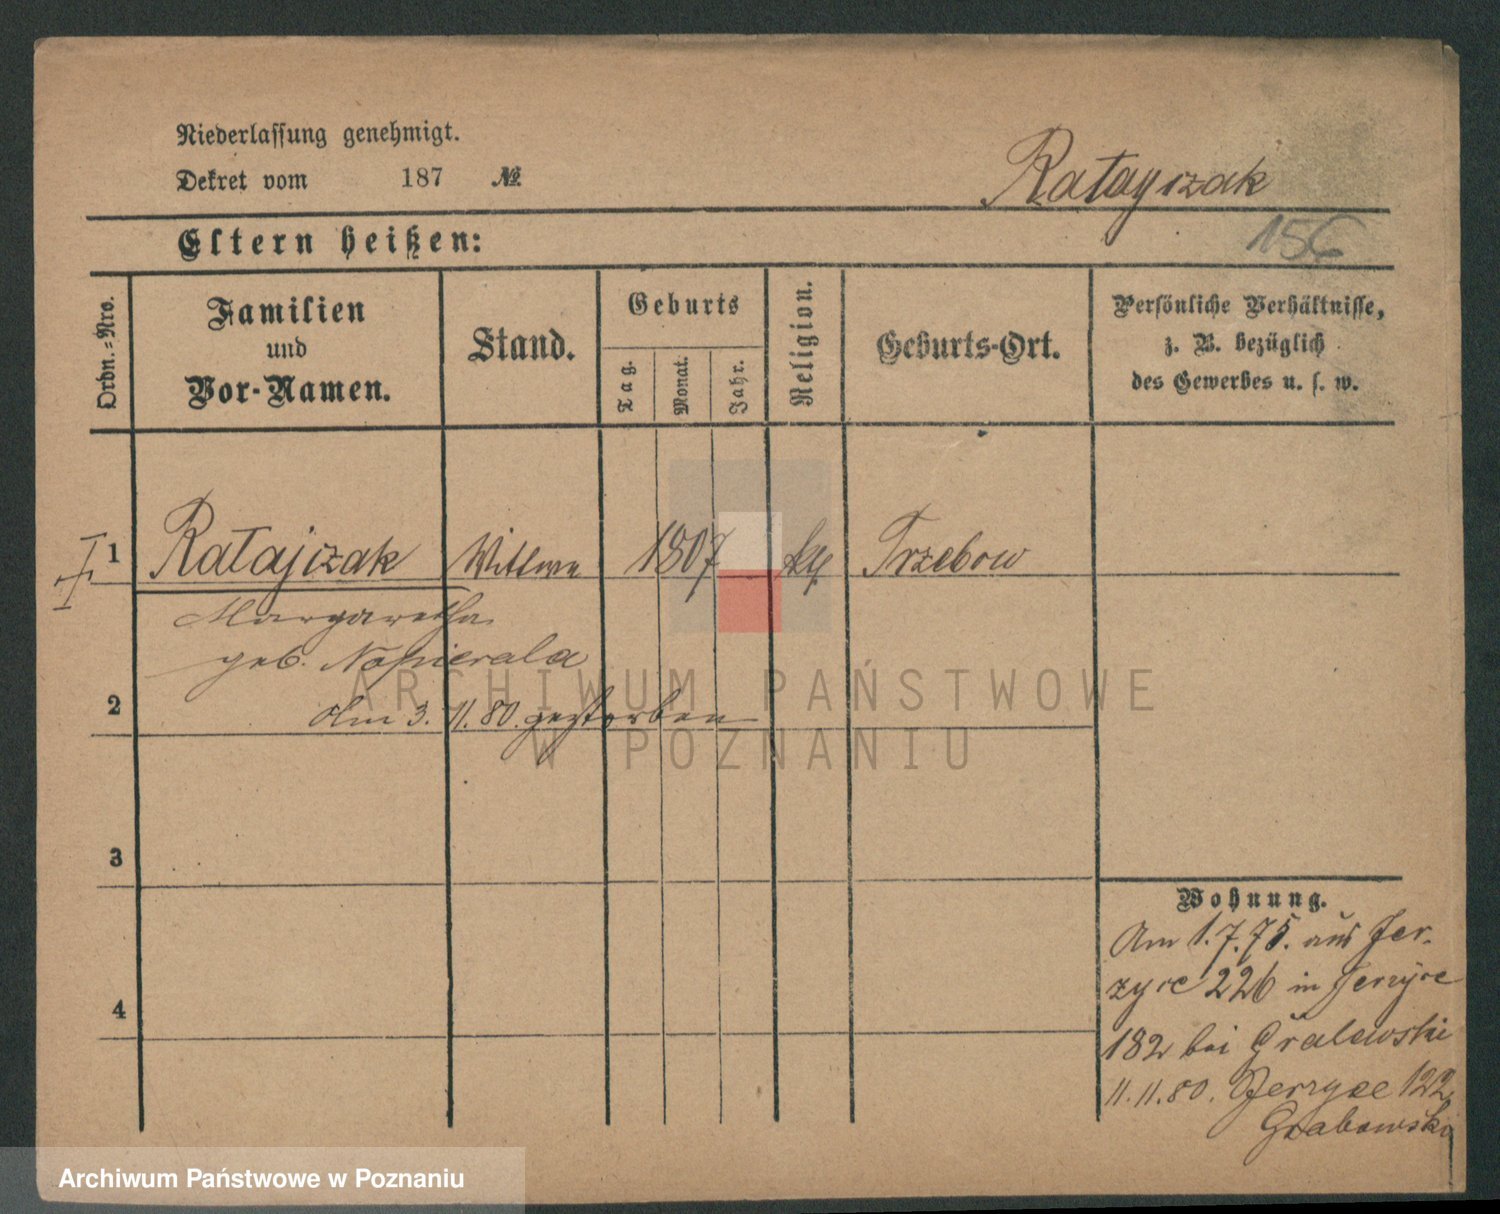 Niederlassung genehmigt.
Dekret vom 187 №
Ratayczak
156
Eltern heißen:
Ordn.-Nro.
Familien
und
Vor-Namen.
Stand.
Geburts
Tag.
Monat.
Jahr.
Religion.
Geburts-Ort.
Persönliche Verhältnisse,
z. B. bezüglich
des Gewerbes u. s. w.
1 Ratajczak Wittwe 1807 kth Trzebow
Margaretha
geb. Napierala
2 Am 3. 11. 80. gestorben
3
4
Wohnung.
Am 1. 7. 75. aus Jer-
zyce 226 in Jerzyce
182 bei Gralewski
11. 11. 80. Jerzyce 122
Grabowski
ARCHIWUM PAŃSTWOWE
W POZNANIU
Archiwum Państwowe w Poznaniu